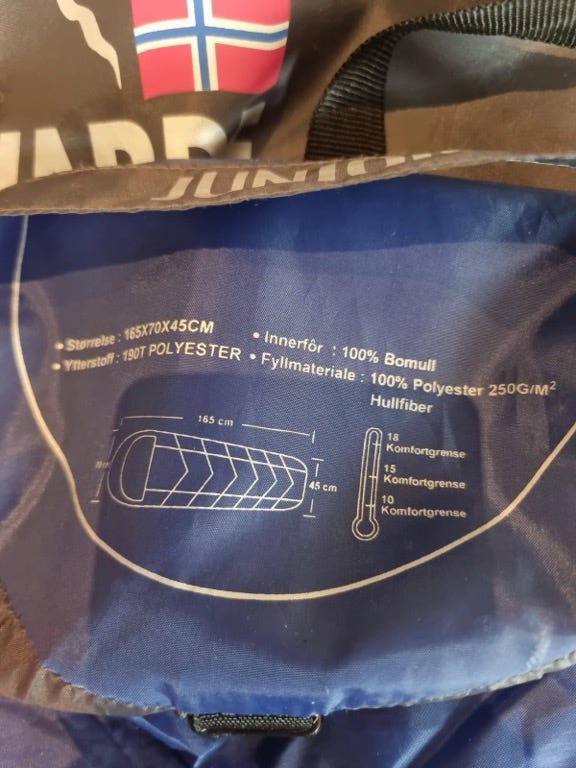 JUNIOR
• Størrelse : 165X70X45CM
• Ytterstoff : 190T POLYESTER
• Innerfôr : 100% Bomull
• Fyllmateriale : 100% Polyester 250G/M²
Hullfiber
165 cm
45 cm
18
Komfortgrense
15
Komfortgrense
10
Komfortgrense